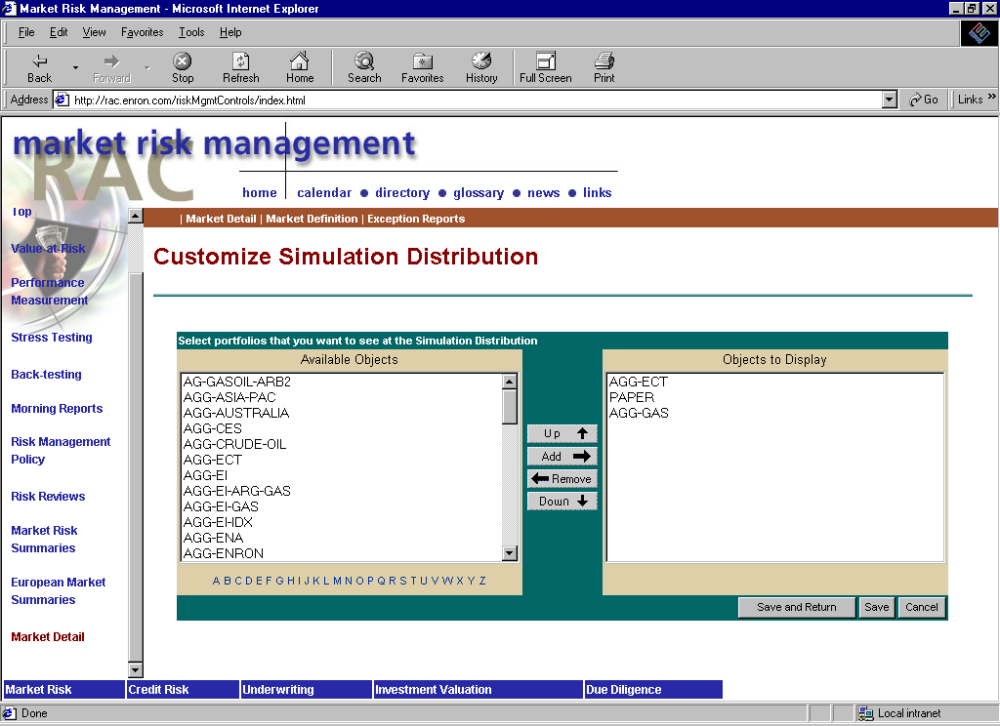 Market Risk Management - Microsoft Internet Explorer
File Edit View Favorites Tools Help
Back Forward Stop Refresh Home Search Favorites History Full Screen Print
Address http://rac.enron.com/riskMgmtControls/index.html Go Links »
RAC
market risk management
home calendar ● directory ● glossary ● news ● links
Top
Value-at-Risk
Performance
Measurement
Stress Testing
Back-testing
Morning Reports
Risk Management
Policy
Risk Reviews
Market Risk
Summaries
European Market
Summaries
Market Detail
| Market Detail | Market Definition | Exception Reports
Customize Simulation Distribution
Select portfolios that you want to see at the Simulation Distribution
Available Objects
AG-GASOIL-ARB2
AGG-ASIA-PAC
AGG-AUSTRALIA
AGG-CES
AGG-CRUDE-OIL
AGG-ECT
AGG-EI
AGG-EI-ARG-GAS
AGG-EI-GAS
AGG-EI-IDX
AGG-ENA
AGG-ENRON
A B C D E F G H I J K L M N O P Q R S T U V W X Y Z
Up
Add
Remove
Down
Objects to Display
AGG-ECT
PAPER
AGG-GAS
Save and Return Save Cancel
Market Risk Credit Risk Underwriting Investment Valuation Due Diligence
Done Local intranet